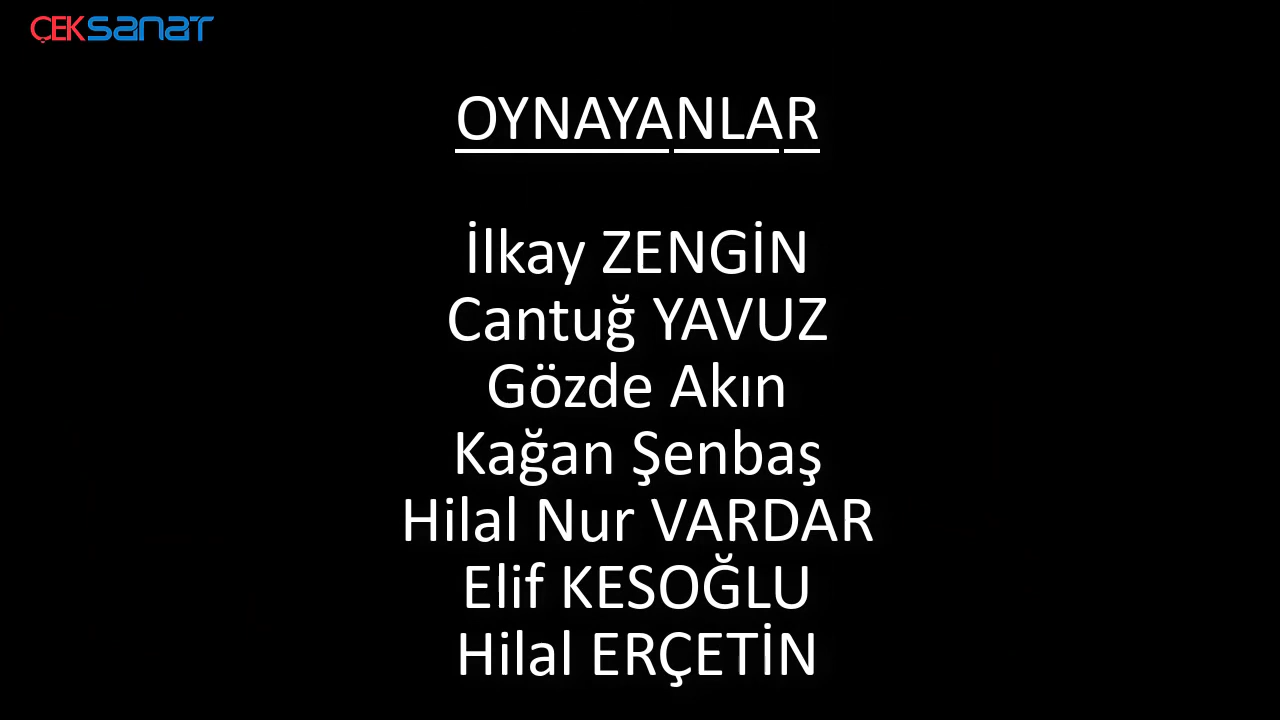 ÇEKSANAT
OYNAYANLAR
İlkay ZENGİN
Cantuğ YAVUZ
Gözde Akın
Kağan Şenbaş
Hilal Nur VARDAR
Elif KESOĞLU
Hilal ERÇETİN